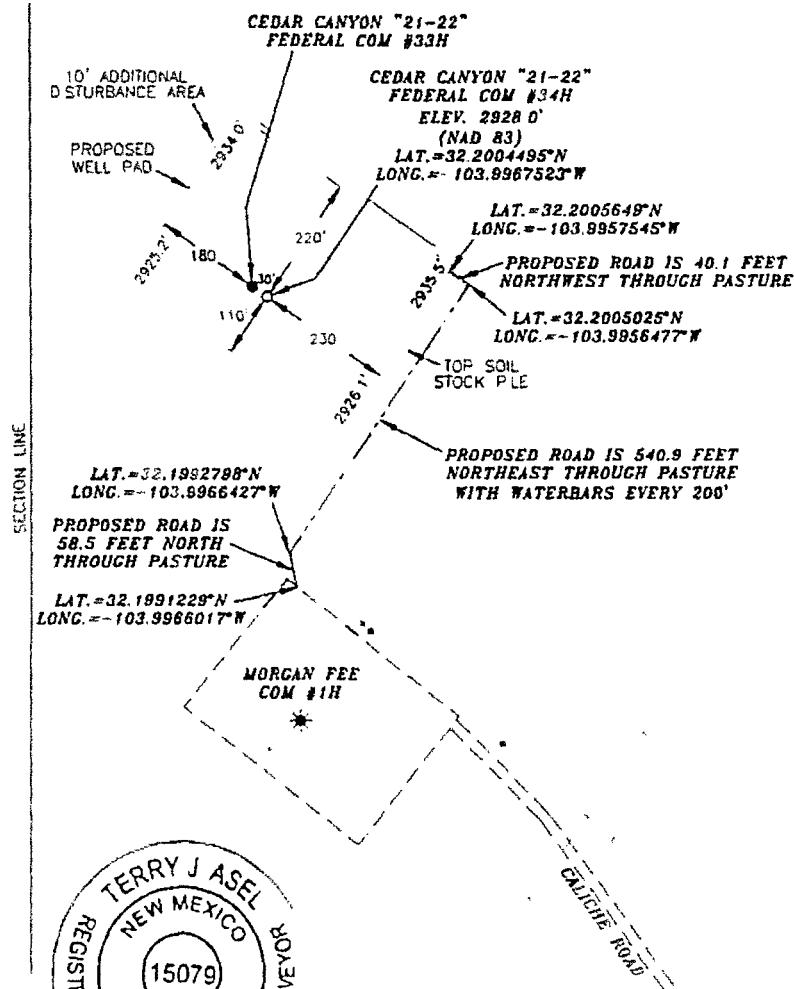 CEDAR CANYON "21-22"
FEDERAL COM #33H
10' ADDITIONAL
D STURBANCE AREA
CEDAR CANYON "21-22"
FEDERAL COM #34H
ELEV. 2928 0'
(NAD 83)
LAT.=32.2004495°N
LONG.=-103.9967523°W
2934 0'
PROPOSED
WELL PAD
LAT.=32.2005649°N
LONG.=-103.9957545°W
220'
2925.2'
180
30'
2935.5'
PROPOSED ROAD IS 40.1 FEET
NORTHWEST THROUGH PASTURE
110'
230
LAT.=32.2005025°N
LONG.=-103.9956477°W
TOP SOIL
STOCK P LE
2926 1'
SECTION LINE
PROPOSED ROAD IS 540.9 FEET
NORTHEAST THROUGH PASTURE
WITH WATERBARS EVERY 200'
LAT.=32.1992798°N
LONG.=-103.9966427°W
PROPOSED ROAD IS
58.5 FEET NORTH
THROUGH PASTURE
LAT.=32.1991229°N
LONG.=-103.9966017°W
MORGAN FEE
COM #1H
CALICHE ROAD
TERRY J ASEL
NEW MEXICO
15079